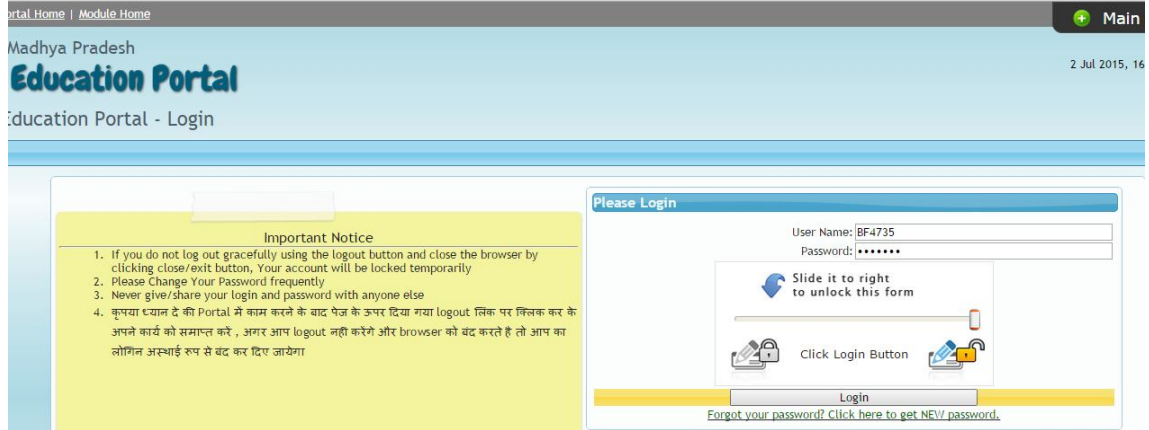 ortal Home | Module Home
Main
Madhya Pradesh
2 Jul 2015, 16
Education Portal
Education Portal - Login
Important Notice
1. If you do not log out gracefully using the logout button and close the browser by
clicking close/exit button, Your account will be locked temporarily
2. Please Change Your Password frequently
3. Never give/share your login and password with anyone else
4. कृपया ध्यान दे की Portal में काम करने के बाद पेज के ऊपर दिया गया logout लिंक पर क्लिक कर के
अपने कार्य को समाप्त करें , अगर आप logout नहीं करेंगे और browser को बंद करते है तो आप का
लोगिन अस्थाई रूप से बंद कर दिए जायेगा
Please Login
User Name: BF4735
Password: •••••••
Slide it to right
to unlock this form
Click Login Button
Login
Forgot your password? Click here to get NEW password.